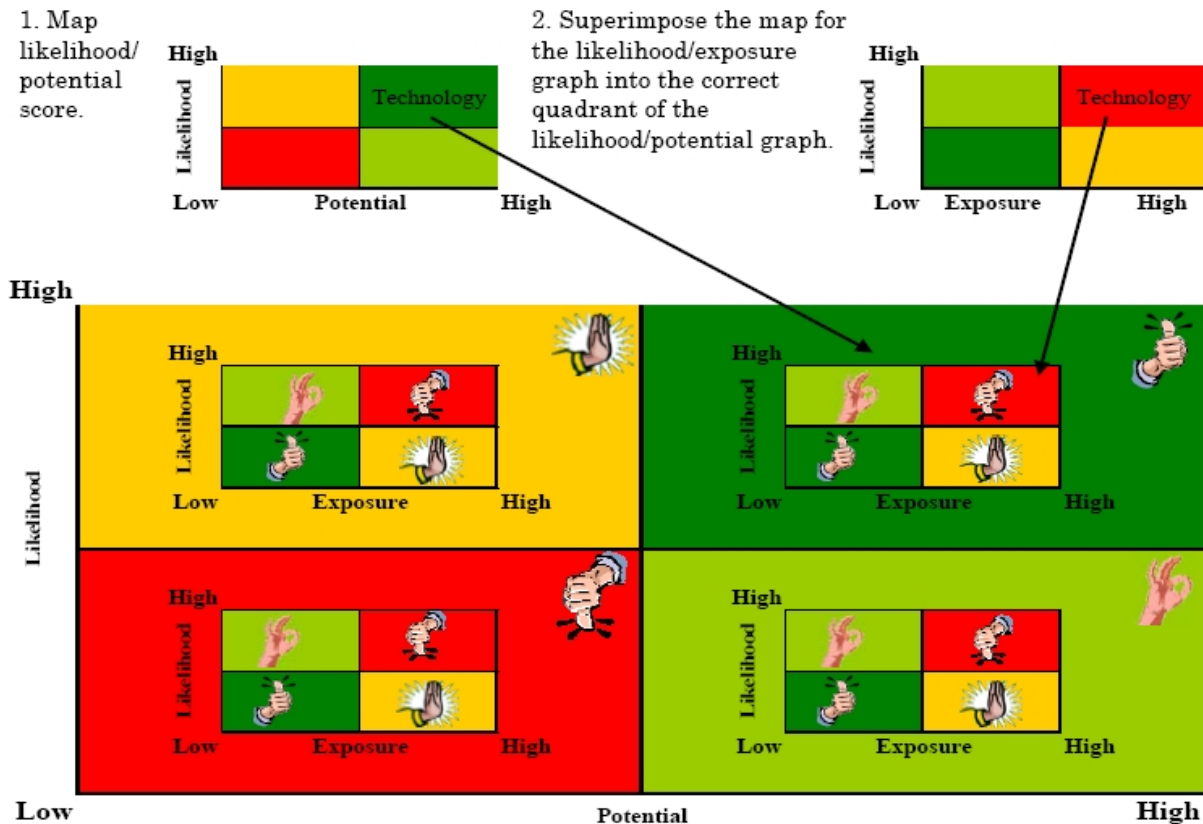 1. Map
likelihood/
potential
score.
High
Likelihood
Technology
Low
Potential
High
2. Superimpose the map for
the likelihood/exposure
graph into the correct
quadrant of the
likelihood/potential graph.
High
Likelihood
Technology
Low
Exposure
High
High
Likelihood
High
Likelihood
Low
Exposure
High
High
Likelihood
Low
Exposure
High
High
Likelihood
Low
Exposure
High
High
Likelihood
Low
Exposure
High
Low
Potential
High